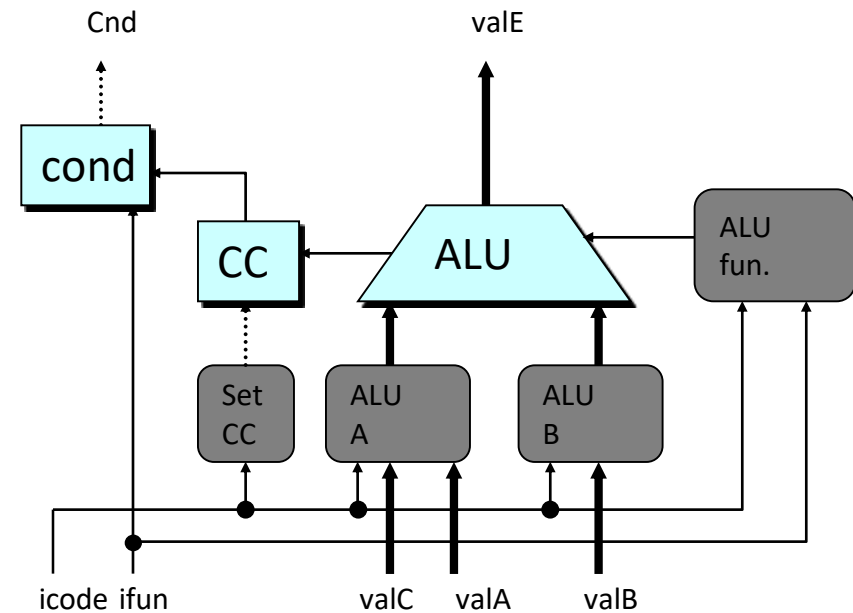 Cnd valE
cond
ALU
fun.
CC ALU
Set
CC
ALU
A
ALU
B
icode ifun valC valA valB